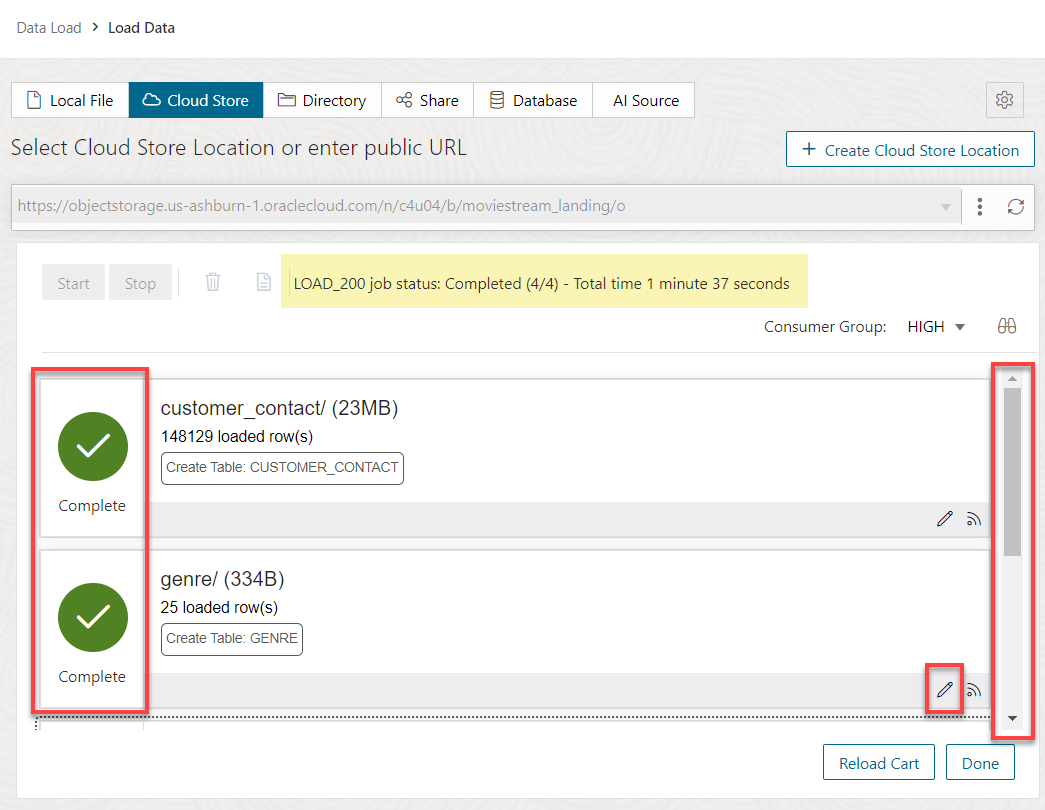 Data Load > Load Data
Local File Cloud Store Directory Share Database AI Source
Select Cloud Store Location or enter public URL
+ Create Cloud Store Location
https://objectstorage.us-ashburn-1.oraclecloud.com/n/c4u04/b/moviestream_landing/o
Start Stop LOAD_200 job status: Completed (4/4) - Total time 1 minute 37 seconds
Consumer Group: HIGH
customer_contact/ (23MB)
148129 loaded row(s)
Create Table: CUSTOMER_CONTACT
Complete
genre/ (334B)
25 loaded row(s)
Create Table: GENRE
Complete
Reload Cart Done